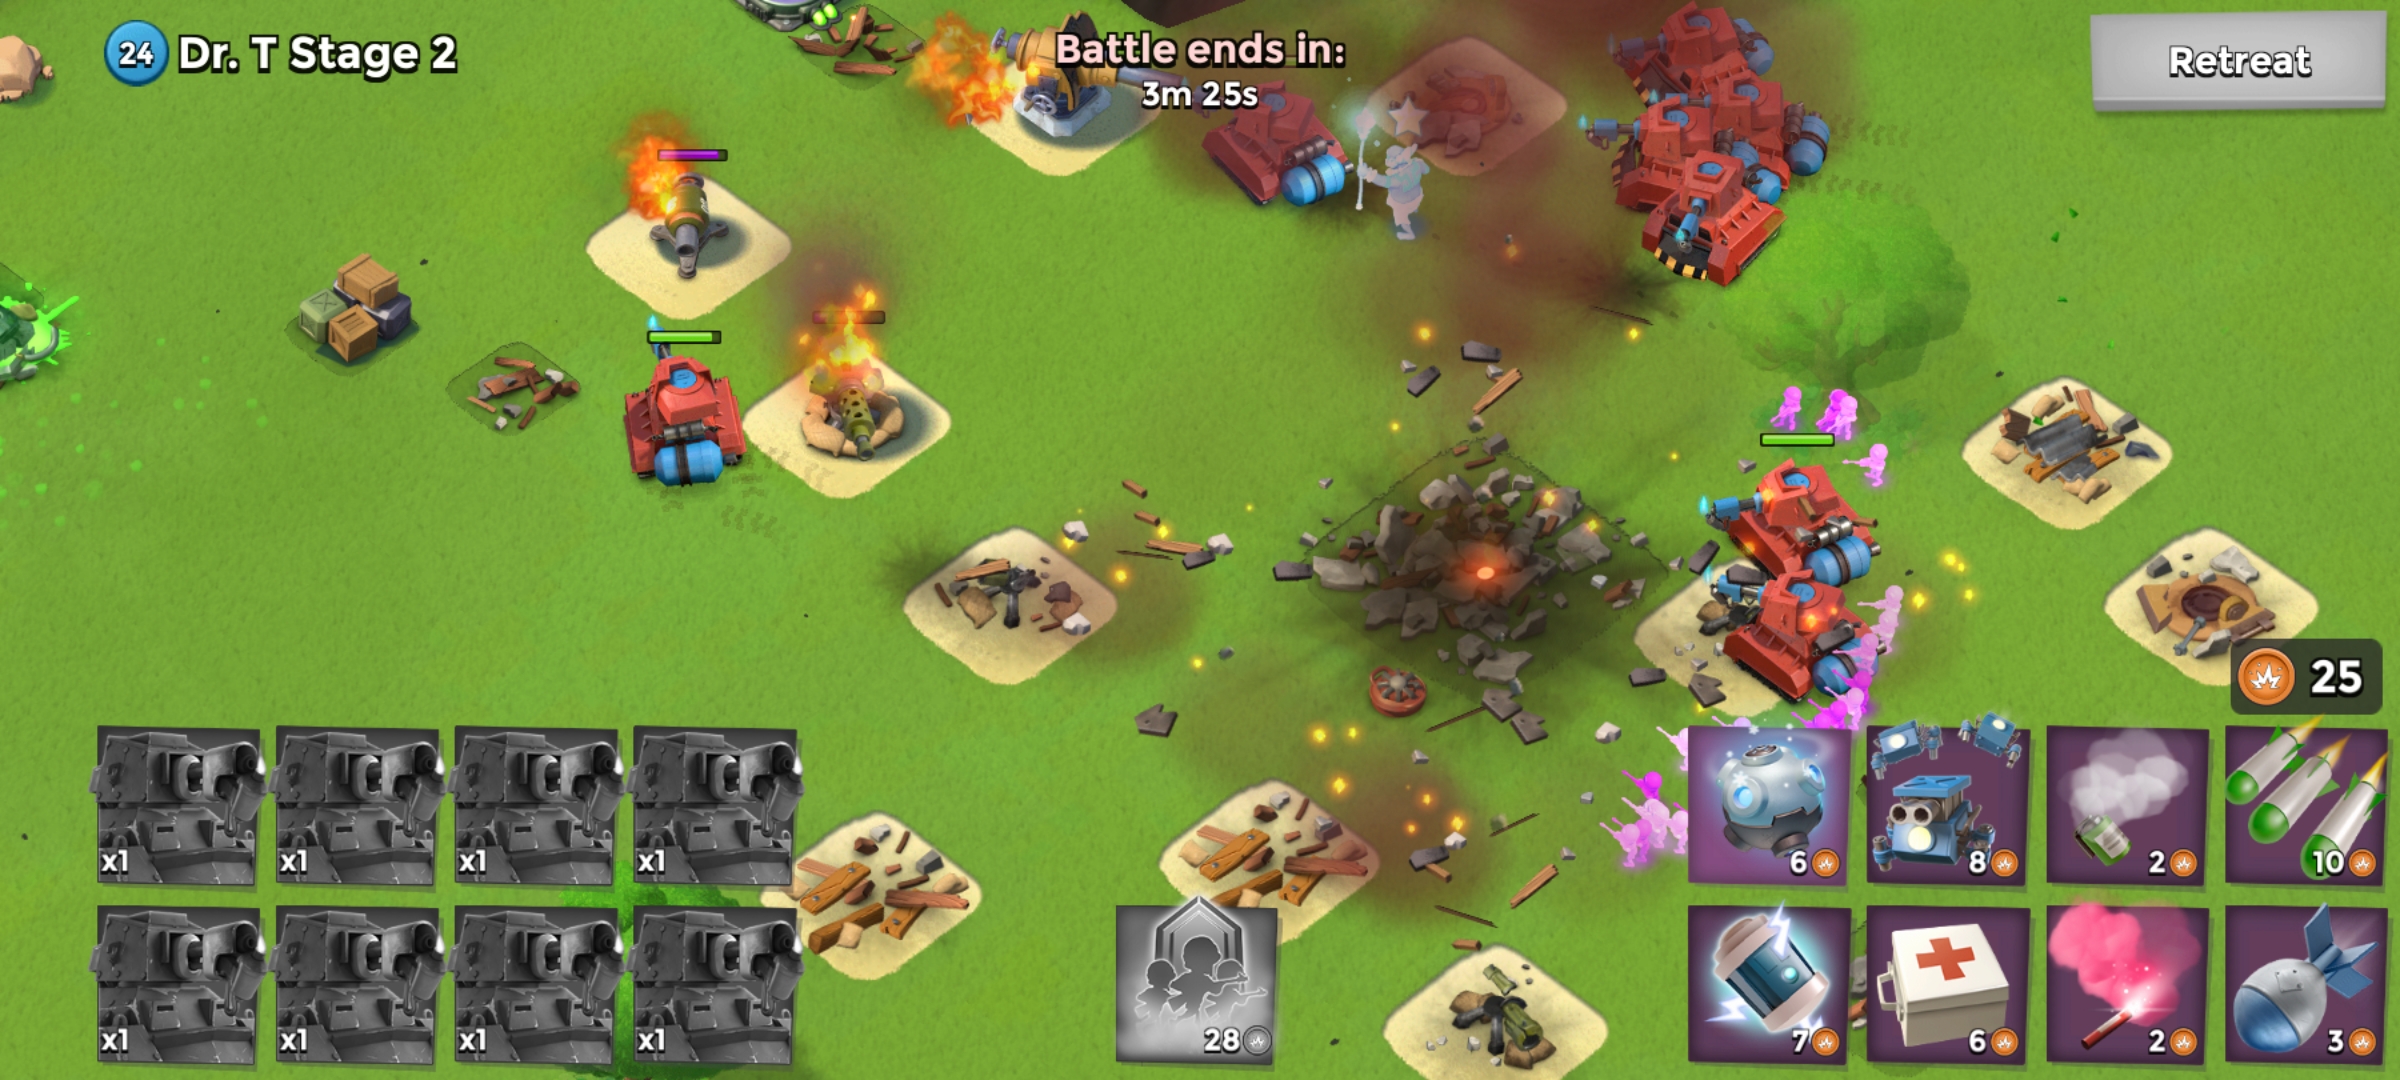 24 Dr. T Stage 2
Battle ends in:
3m 25s
Retreat
25
x1 x1 x1 x1
6 8 2 10
x1 x1 x1 x1
28
7 6 2 3